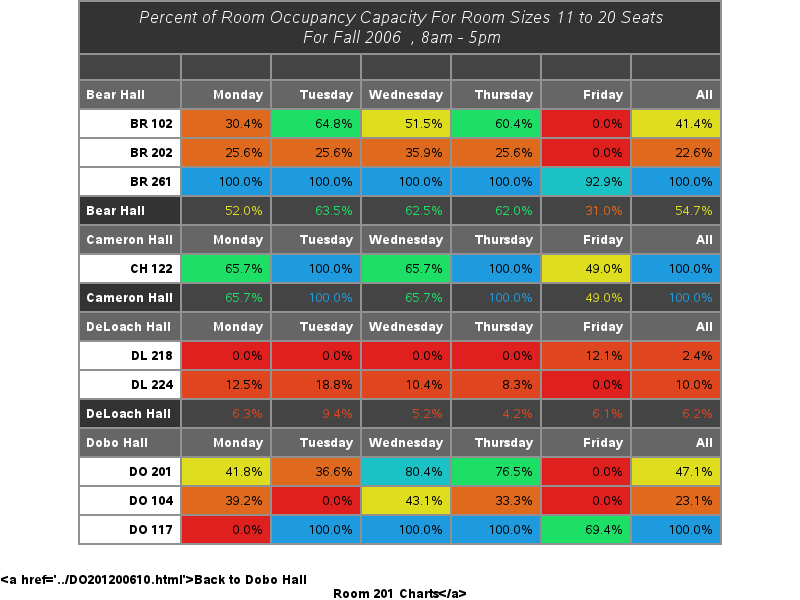 Percent of Room Occupancy Capacity For Room Sizes 11 to 20 Seats
For Fall 2006 , 8am - 5pm
Bear Hall Monday Tuesday Wednesday Thursday Friday All
BR 102 30.4% 64.8% 51.5% 60.4% 0.0% 41.4%
BR 202 25.6% 25.6% 35.9% 25.6% 0.0% 22.6%
BR 261 100.0% 100.0% 100.0% 100.0% 92.9% 100.0%
Bear Hall 52.0% 63.5% 62.5% 62.0% 31.0% 54.7%
Cameron Hall Monday Tuesday Wednesday Thursday Friday All
CH 122 65.7% 100.0% 65.7% 100.0% 49.0% 100.0%
Cameron Hall 65.7% 100.0% 65.7% 100.0% 49.0% 100.0%
DeLoach Hall Monday Tuesday Wednesday Thursday Friday All
DL 218 0.0% 0.0% 0.0% 0.0% 12.1% 2.4%
DL 224 12.5% 18.8% 10.4% 8.3% 0.0% 10.0%
DeLoach Hall 6.3% 9.4% 5.2% 4.2% 6.1% 6.2%
Dobo Hall Monday Tuesday Wednesday Thursday Friday All
DO 201 41.8% 36.6% 80.4% 76.5% 0.0% 47.1%
DO 104 39.2% 0.0% 43.1% 33.3% 0.0% 23.1%
DO 117 0.0% 100.0% 100.0% 100.0% 69.4% 100.0%
<a href='../DO201200610.html'>Back to Dobo Hall
Room 201 Charts</a>